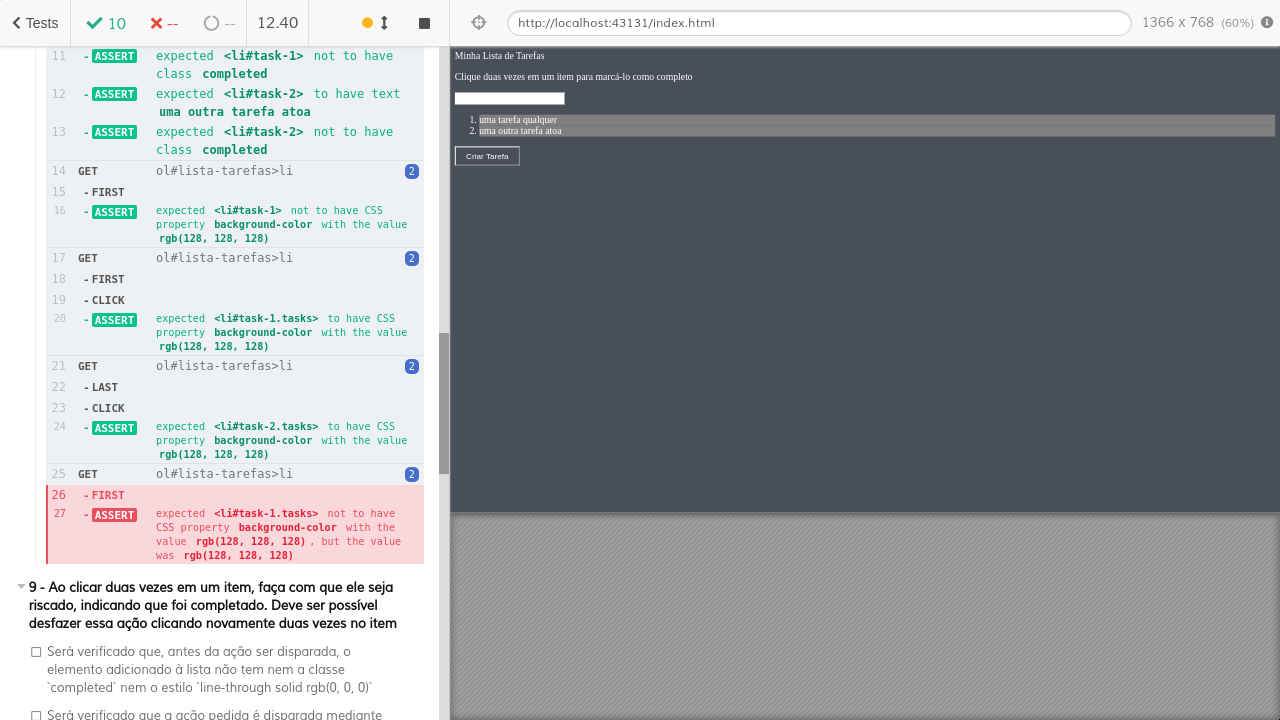 Tests
10
--
--
12.40
http://localhost:43131/index.html
1366 x 768 (60%)
11 -ASSERT expected <li#task-1> not to have
class completed
12 -ASSERT expected <li#task-2> to have text
uma outra tarefa atoa
13 -ASSERT expected <li#task-2> not to have
class completed
14 GET ol#lista-tarefas>li 2
15 -FIRST
16 -ASSERT expected <li#task-1> not to have CSS
property background-color with the value
rgb(128, 128, 128)
17 GET ol#lista-tarefas>li 2
18 -FIRST
19 -CLICK
20 -ASSERT expected <li#task-1.tasks> to have CSS
property background-color with the value
rgb(128, 128, 128)
21 GET ol#lista-tarefas>li 2
22 -LAST
23 -CLICK
24 -ASSERT expected <li#task-2.tasks> to have CSS
property background-color with the value
rgb(128, 128, 128)
25 GET ol#lista-tarefas>li 2
26 -FIRST
27 -ASSERT expected <li#task-1.tasks> not to have
CSS property background-color with the
value rgb(128, 128, 128), but the value
was rgb(128, 128, 128)
9 - Ao clicar duas vezes em um item, faça com que ele seja
riscado, indicando que foi completado. Deve ser possível
desfazer essa ação clicando novamente duas vezes no item
Será verificado que, antes da ação ser disparada, o
elemento adicionado à lista não tem nem a classe
`completed` nem o estilo `line-through solid rgb(0, 0, 0)`
Será verificado que a ação pedida é disparada mediante
Minha Lista de Tarefas
Clique duas vezes em um item para marcá-lo como completo
1. uma tarefa qualquer
2. uma outra tarefa atoa
Criar Tarefa